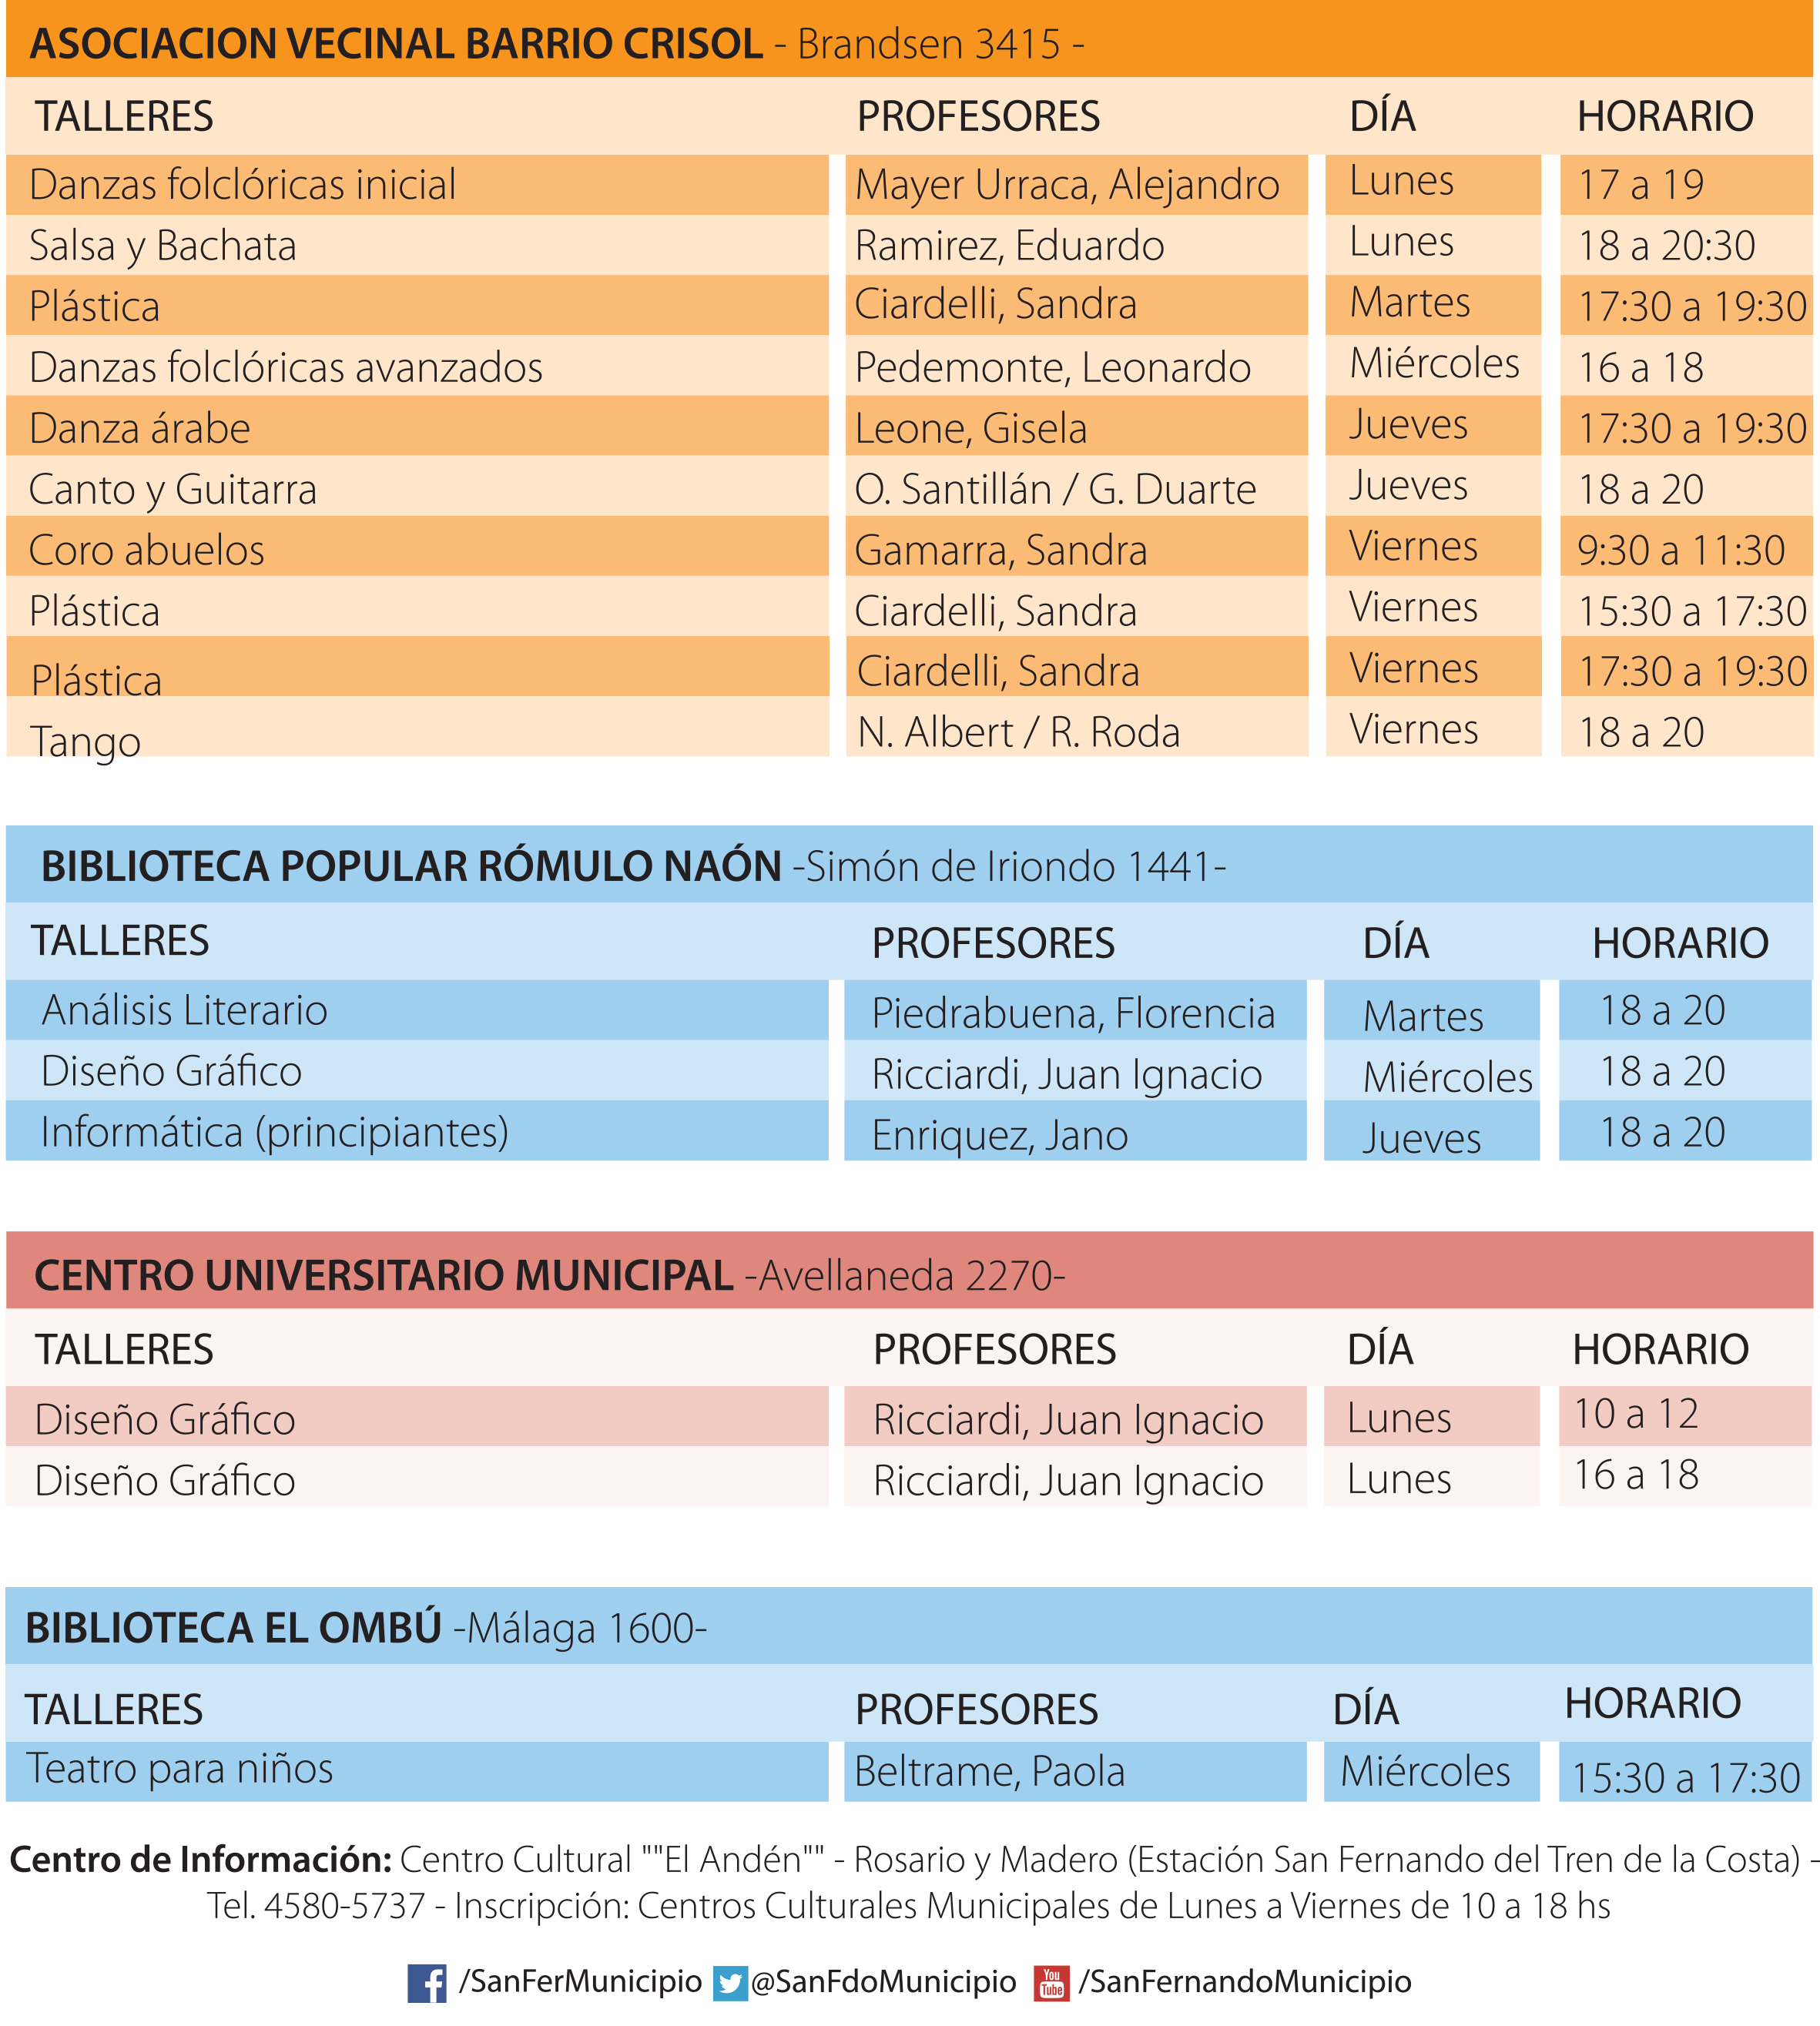 ASOCIACION VECINAL BARRIO CRISOL - Brandsen 3415 -
TALLERES PROFESORES DÍA HORARIO
Danzas folclóricas inicial Mayer Urraca, Alejandro Lunes 17 a 19
Salsa y Bachata Ramirez, Eduardo Lunes 18 a 20:30
Plástica Ciardelli, Sandra Martes 17:30 a 19:30
Danzas folclóricas avanzados Pedemonte, Leonardo Miércoles 16 a 18
Danza árabe Leone, Gisela Jueves 17:30 a 19:30
Canto y Guitarra O. Santillán / G. Duarte Jueves 18 a 20
Coro abuelos Gamarra, Sandra Viernes 9:30 a 11:30
Plástica Ciardelli, Sandra Viernes 15:30 a 17:30
Plástica Ciardelli, Sandra Viernes 17:30 a 19:30
Tango N. Albert / R. Roda Viernes 18 a 20
BIBLIOTECA POPULAR RÓMULO NAÓN -Simón de Iriondo 1441-
TALLERES PROFESORES DÍA HORARIO
Análisis Literario Piedrabuena, Florencia Martes 18 a 20
Diseño Gráfico Ricciardi, Juan Ignacio Miércoles 18 a 20
Informática (principiantes) Enriquez, Jano Jueves 18 a 20
CENTRO UNIVERSITARIO MUNICIPAL -Avellaneda 2270-
TALLERES PROFESORES DÍA HORARIO
Diseño Gráfico Ricciardi, Juan Ignacio Lunes 10 a 12
Diseño Gráfico Ricciardi, Juan Ignacio Lunes 16 a 18
BIBLIOTECA EL OMBÚ -Málaga 1600-
TALLERES PROFESORES DÍA HORARIO
Teatro para niños Beltrame, Paola Miércoles 15:30 a 17:30
Centro de Información: Centro Cultural ""El Andén"" - Rosario y Madero (Estación San Fernando del Tren de la Costa) -
Tel. 4580-5737 - Inscripción: Centros Culturales Municipales de Lunes a Viernes de 10 a 18 hs
f /SanFerMunicipio @SanFdoMunicipio You Tube /SanFernandoMunicipio